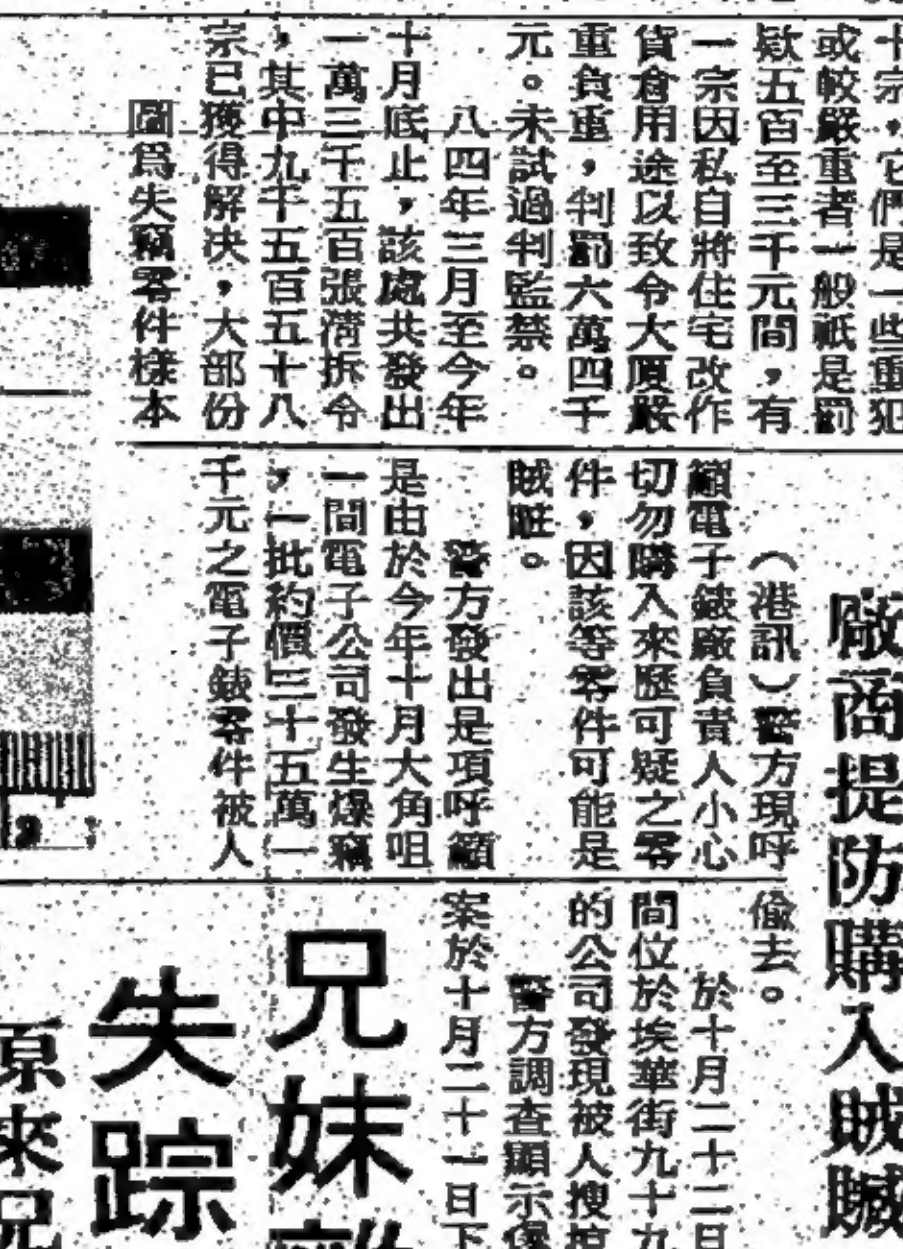 十宗，它們是一些重犯
或較嚴重者一般祇是罰
欵五百至三千元間，有
一宗因私自將住宅改作
貨倉用途以致令大厦嚴
重負重，判罰六萬四千
元。未試過判監禁。
八四年三月至今年
十月底止，該處共發出
一萬三千五百張淸拆令
，其中九千五百五十八
宗已獲得解决，大部份
圖爲失竊零件樣本
廠商提防購入賊贓
（港訊）警方現呼
籲電子錶廠負責人小心
切勿購入來歷可疑之零
件，因該等零件可能是
賊贓。
警方發出是項呼籲
是由於今年十月大角咀
一間電子公司發生爆竊
，一批約價三十五萬一
千元之電子錶零件被人
偸去。
於十月二十二日
間位於埃華街九十九
的公司發現被人搜掠
警方調查顯示爆
案於十月二十一日下
兄妹離
失踪
原來兄